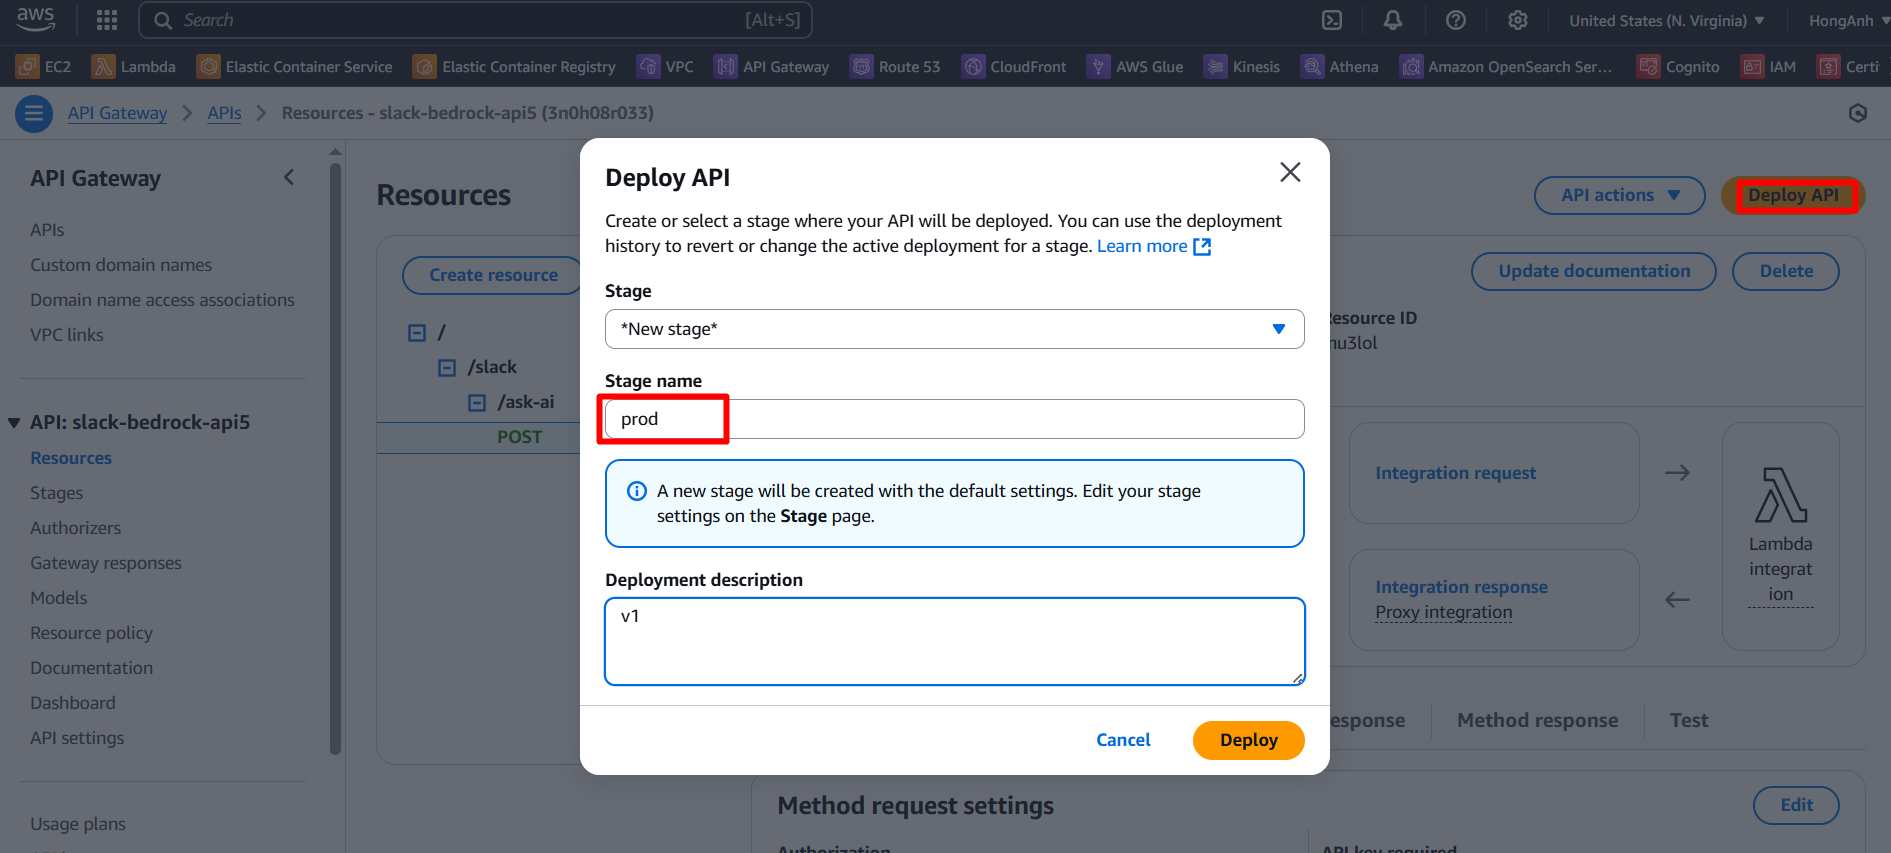 aws
Search [Alt+S]
United States (N. Virginia)
HongAnh
EC2 Lambda Elastic Container Service Elastic Container Registry VPC API Gateway Route 53 CloudFront AWS Glue Kinesis Athena Amazon OpenSearch Ser... Cognito IAM Certi
API Gateway > APIs > Resources - slack-bedrock-api5 (3n0h08r033)
API Gateway
APIs
Custom domain names
Domain name access associations
VPC links
API: slack-bedrock-api5
Resources
Stages
Authorizers
Gateway responses
Models
Resource policy
Documentation
Dashboard
API settings
Usage plans
Resources
API actions
Deploy API
Create resource
/
/slack
/ask-ai
POST
Update documentation
Delete
esource ID
nu3lol
Integration request
Integration response
Proxy integration
Lambda
integrat
ion
esponse
Method response
Test
Method request settings
Edit
Authorization
API key required
Deploy API
Create or select a stage where your API will be deployed. You can use the deployment
history to revert or change the active deployment for a stage. Learn more
Stage
*New stage*
Stage name
prod
A new stage will be created with the default settings. Edit your stage
settings on the Stage page.
Deployment description
v1
Cancel
Deploy